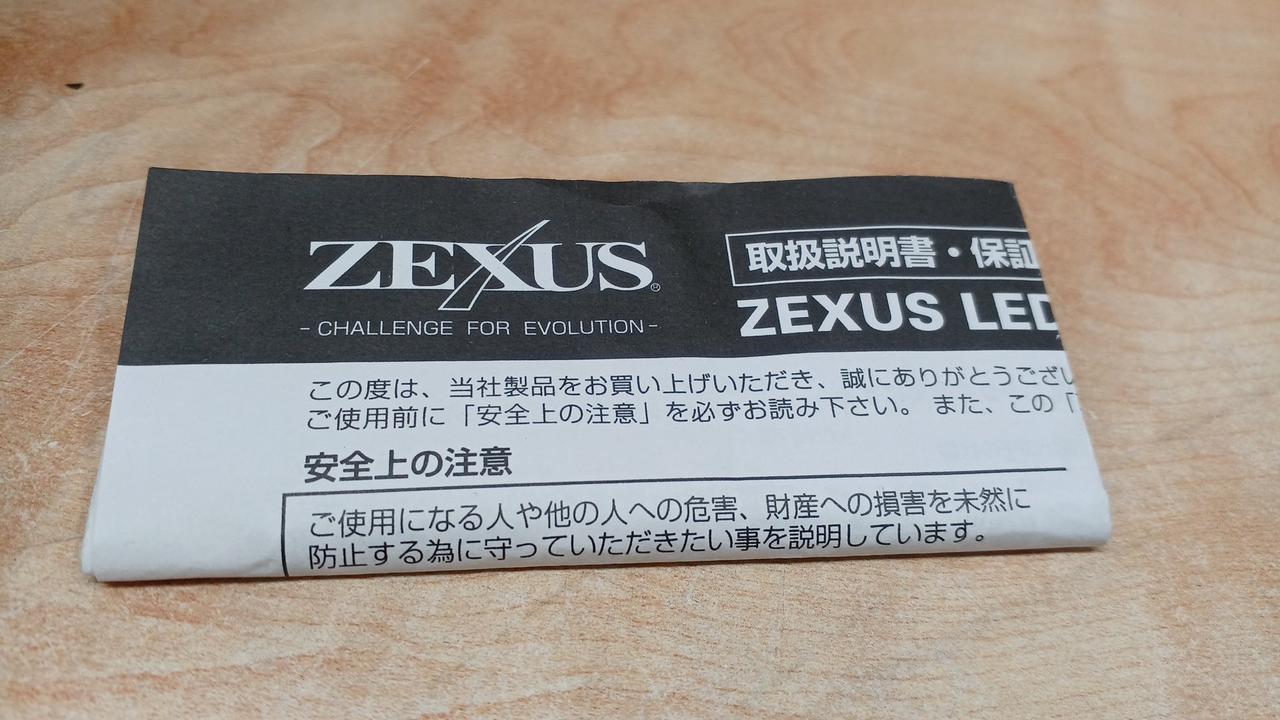 ZEXUS®
-CHALLENGE FOR EVOLUTION-
取扱説明書・保証
ZEXUS LED
この度は、当社製品をお買い上げいただき、誠にありがとうござい
ご使用前に「安全上の注意」を必ずお読み下さい。 また、この「
安全上の注意
ご使用になる人や他の人への危害、財産への損害を未然に
防止する為に守っていただきたい事を説明しています。